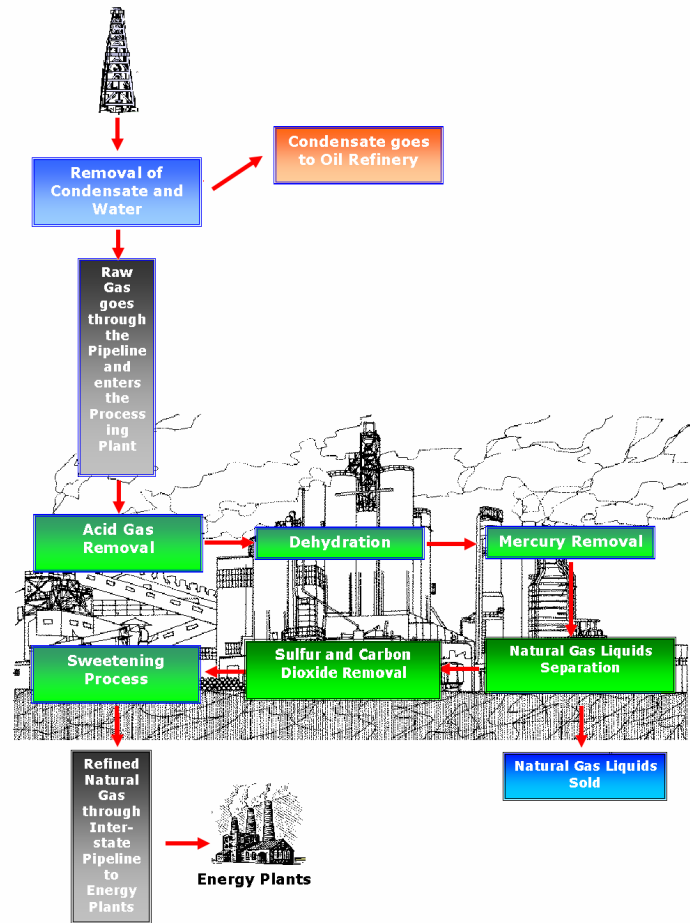 Condensate goes
to Oil Refinery
Removal of
Condensate and
Water
Raw
Gas
goes
through
the
Pipeline
and
enters
the
Process
ing
Plant
Acid Gas
Removal
Dehydration
Mercury Removal
Natural Gas Liquids
Separation
Sulfur and Carbon
Dioxide Removal
Sweetening
Process
Natural Gas Liquids
Sold
Refined
Natural
Gas
through
Inter-
state
Pipeline
to
Energy
Plants
Energy Plants